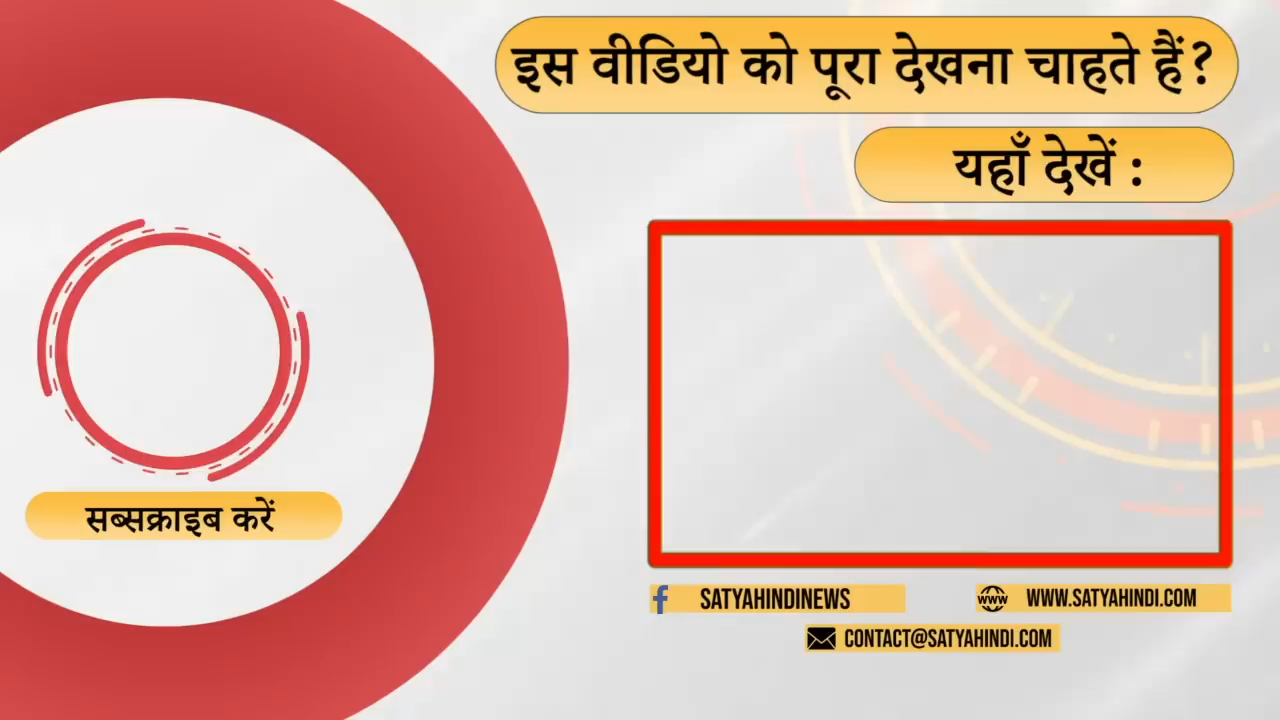 इस वीडियो को पूरा देखना चाहते हैं?
यहाँ देखें :
सब्सक्राइब करें
SATYAHINDINEWS
WWW.SATYAHINDI.COM
CONTACT@SATYAHINDI.COM